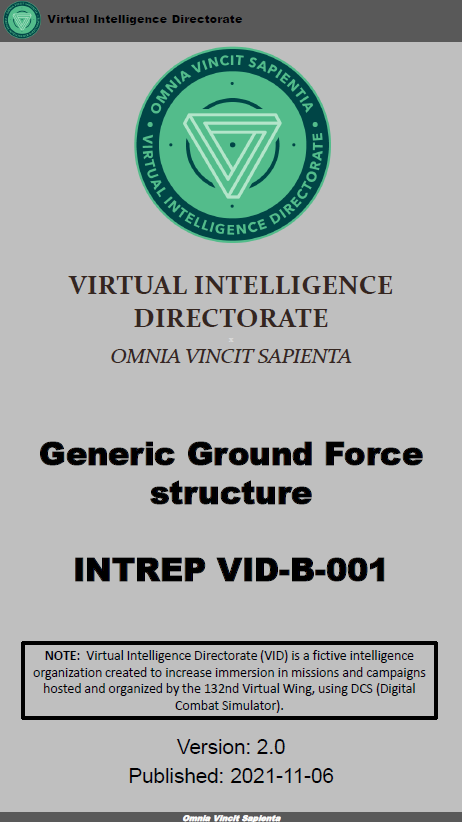 Virtual Intelligence Directorate
OMNIA VINCIT SAPIENTIA
VIRTUAL INTELLIGENCE DIRECTORATE
VIRTUAL INTELLIGENCE
DIRECTORATE
OMNIA VINCIT SAPIENTA
Generic Ground Force
structure
INTREP VID-B-001
NOTE: Virtual Intelligence Directorate (VID) is a fictive intelligence
organization created to increase immersion in missions and campaigns
hosted and organized by the 132nd Virtual Wing, using DCS (Digital
Combat Simulator).
Version: 2.0
Published: 2021-11-06
Omnia Vincit Sapienta